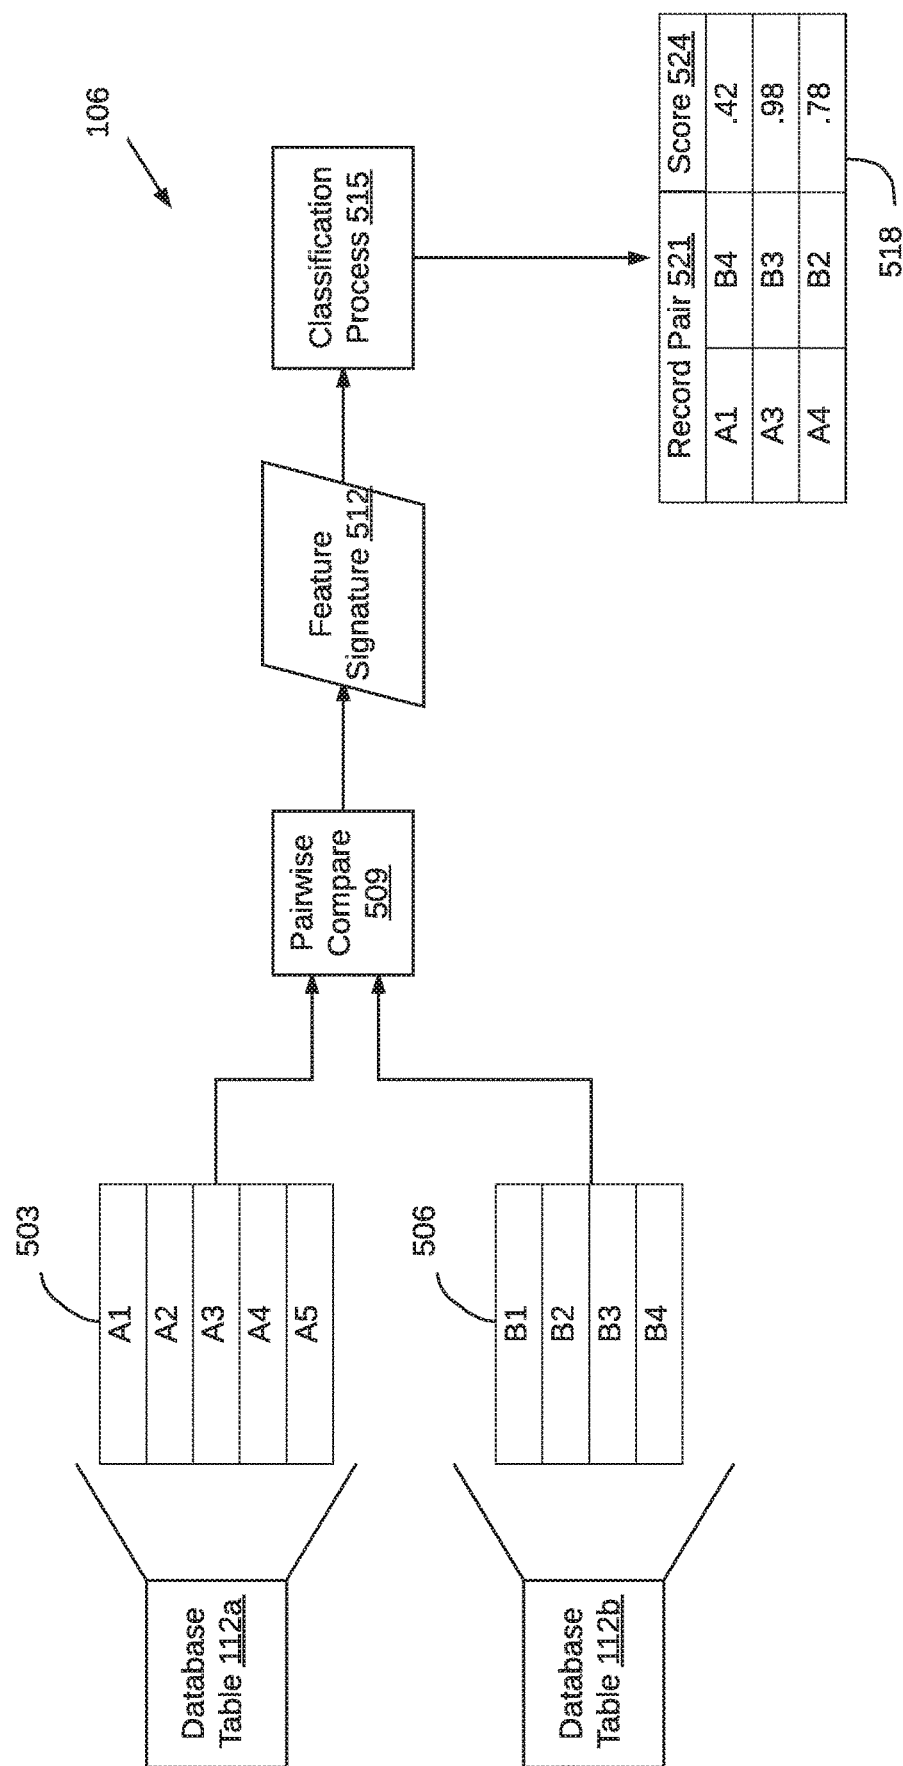 106
503
Database
Table 112a
A1
A2
A3
A4
A5
506
Database
Table 112b
B1
B2
B3
B4
Pairwise
Compare
509
Feature
Signature 512
Classification
Process 515
Record Pair 521 Score 524
A1 B4 .42
A3 B3 .98
A4 B2 .78
518